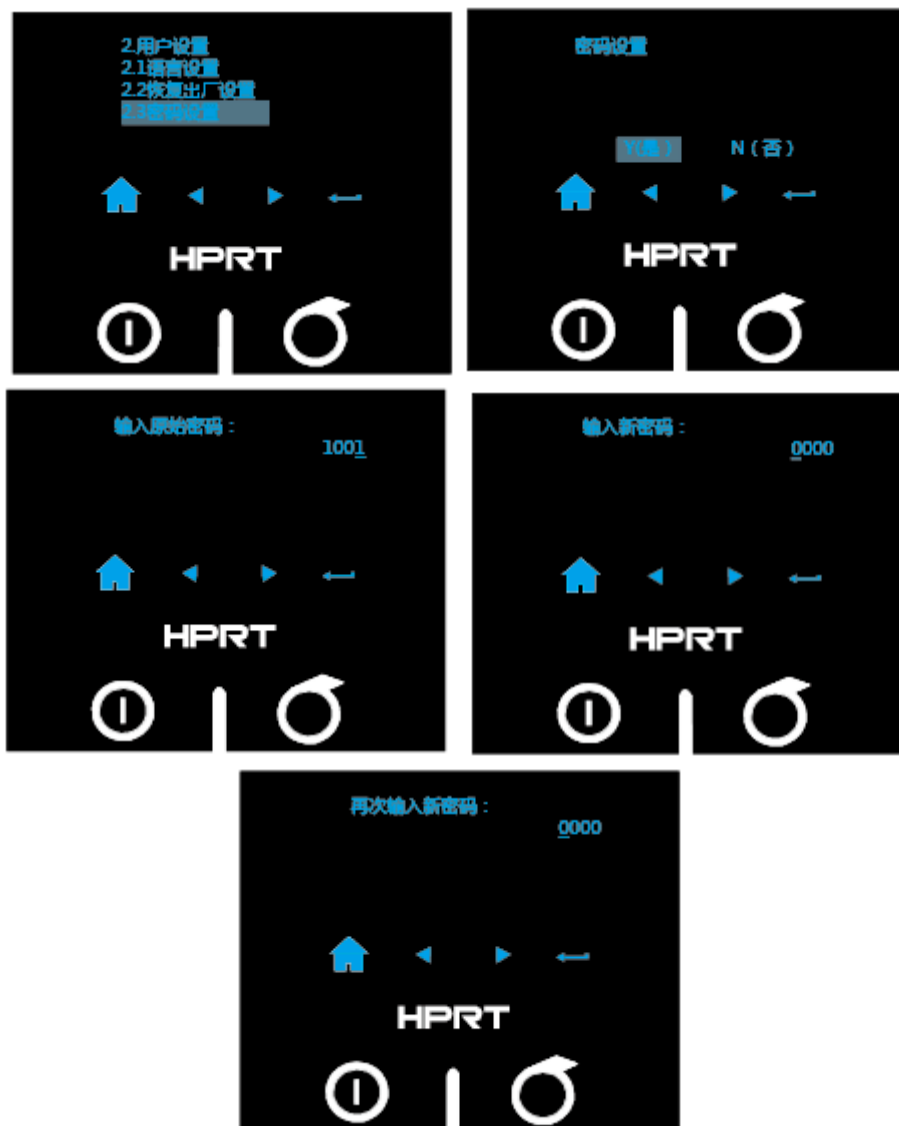 2.用户设置
2.1语言设置
2.2恢复出厂设置
2.3密码设置
HPRT
密码设置
Y(是) N(否)
HPRT
输入原始密码:
1001
HPRT
输入新密码:
0000
HPRT
再次输入新密码:
0000
HPRT